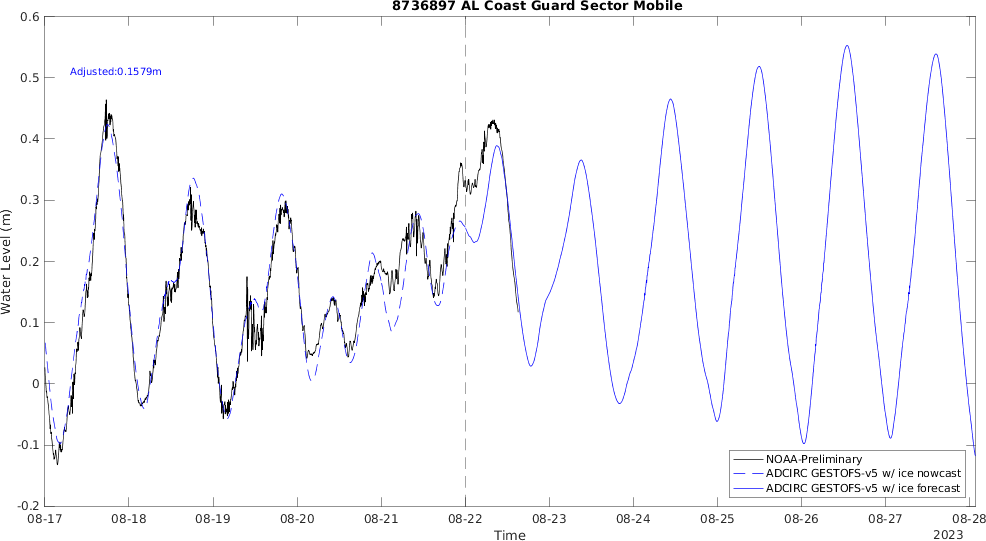 8736897 AL Coast Guard Sector Mobile
0.6
0.5
0.4
0.3
0.2
0.1
0
-0.1
-0.2
Water Level (m)
Adjusted:0.1579m
NOAA-Preliminary
ADCIRC GESTOFS-v5 w/ ice nowcast
ADCIRC GESTOFS-v5 w/ ice forecast
08-17 08-18 08-19 08-20 08-21 08-22 08-23 08-24 08-25 08-26 08-27 08-28
Time
2023